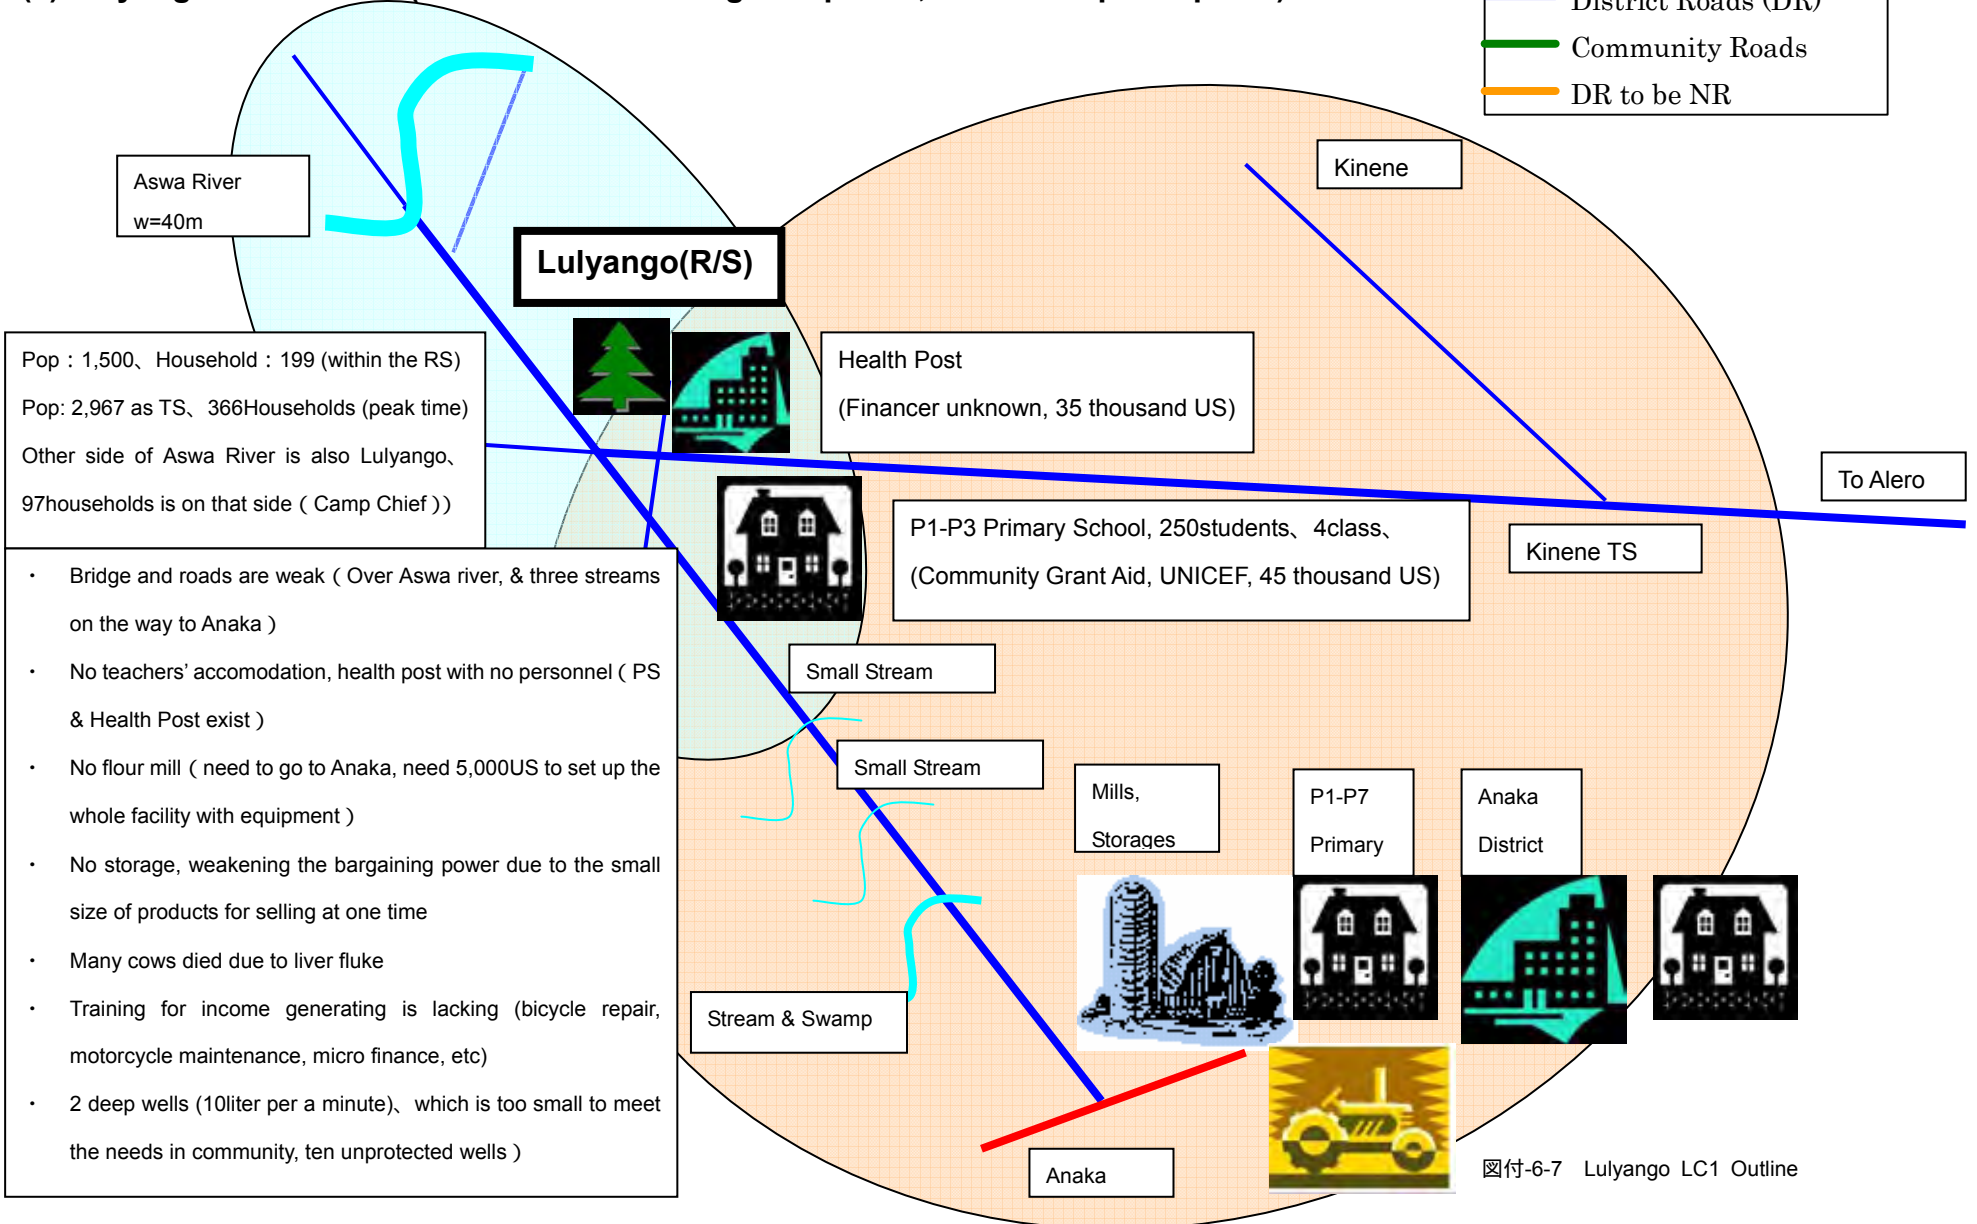 District Roads (DR)
Community Roads
DR to be NR
Kinene
Aswa River
w=40m
Lulyango(R/S)
Pop：1,500、Household：199 (within the RS)
Pop: 2,967 as TS、366Households (peak time)
Other side of Aswa River is also Lulyango、
97households is on that side（Camp Chief））
Health Post
(Financer unknown, 35 thousand US)
To Alero
P1-P3 Primary School, 250students、4class、
(Community Grant Aid, UNICEF, 45 thousand US)
Kinene TS
・ Bridge and roads are weak（Over Aswa river, & three streams
on the way to Anaka）
・ No teachers' accomodation, health post with no personnel（PS
& Health Post exist）
・ No flour mill（need to go to Anaka, need 5,000US to set up the
whole facility with equipment）
・ No storage, weakening the bargaining power due to the small
size of products for selling at one time
・ Many cows died due to liver fluke
・ Training for income generating is lacking (bicycle repair,
motorcycle maintenance, micro finance, etc)
・ 2 deep wells (10liter per a minute)、which is too small to meet
the needs in community, ten unprotected wells）
Small Stream
Small Stream
Mills,
Storages
P1-P7
Primary
Anaka
District
Stream & Swamp
Anaka
図付-6-7 Lulyango LC1 Outline